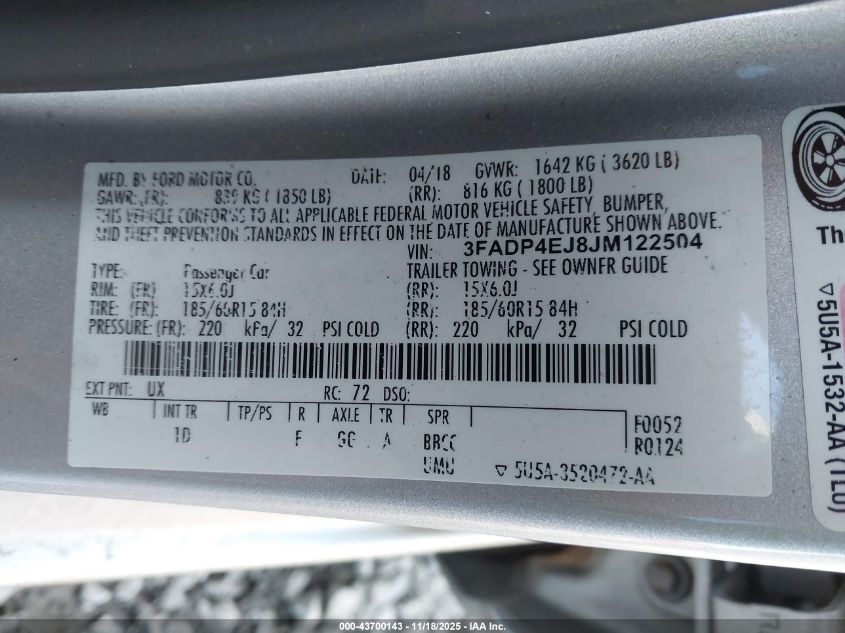 MFD. BY FORD MOTOR CO. DATE: 04/18 GVWR: 1642 KG ( 3620 LB)
GAWR: (FR): 839 KG ( 1850 LB) (RR): 816 KG ( 1800 LB)
THIS VEHICLE CONFORMS TO ALL APPLICABLE FEDERAL MOTOR VEHICLE SAFETY, BUMPER,
AND THEFT PREVENTION STANDARDS IN EFFECT ON THE DATE OF MANUFACTURE SHOWN ABOVE.
VIN: 3FADP4EJ8JM122504
TYPE: Passenger Car TRAILER TOWING - SEE OWNER GUIDE
RIM: (FR) 15X6.0J (RR): 15X6.0J
TIRE: (FR) 185/60R15 84H (RR): 185/60R15 84H
PRESSURE: (FR): 220 kPa/ 32 PSI COLD (RR): 220 kPa/ 32 PSI COLD
EXT PNT: UX RC: 72 DSO:
WB INT TR TP/PS R AXLE TR SPR F0052
1D F A R0124
5U5A-3520472-AA
Th
5U5A-1532-AA (TL0)
000-43700143 - 11/18/2025 - IAA Inc.